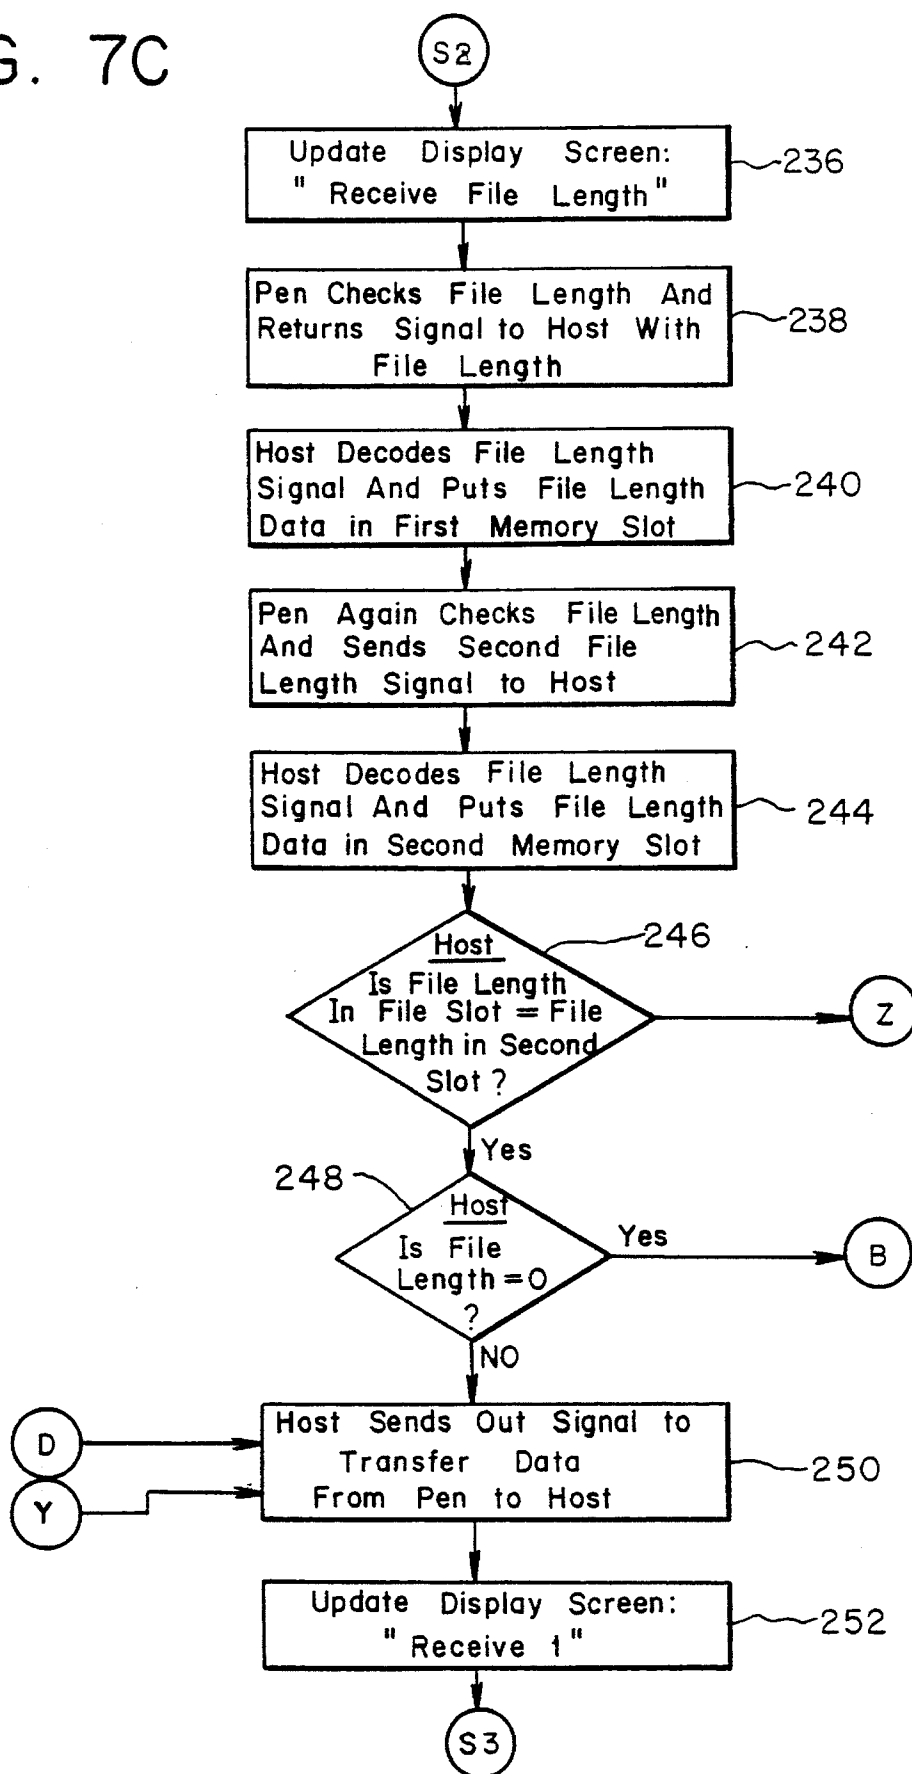 G. 7C
S2
Update Display Screen:
" Receive File Length"
236
Pen Checks File Length And
Returns Signal to Host With
File Length
238
Host Decodes File Length
Signal And Puts File Length
Data in First Memory Slot
240
Pen Again Checks File Length
And Sends Second File
Length Signal to Host
242
Host Decodes File Length
Signal And Puts File Length
Data in Second Memory Slot
244
Host
Is File Length
In File Slot = File
Length in Second
Slot ?
246
Z
Yes
248
Host
Is File
Length = 0
?
Yes
B
NO
D
Y
Host Sends Out Signal to
Transfer Data
From Pen to Host
250
Update Display Screen:
" Receive 1 "
252
S3